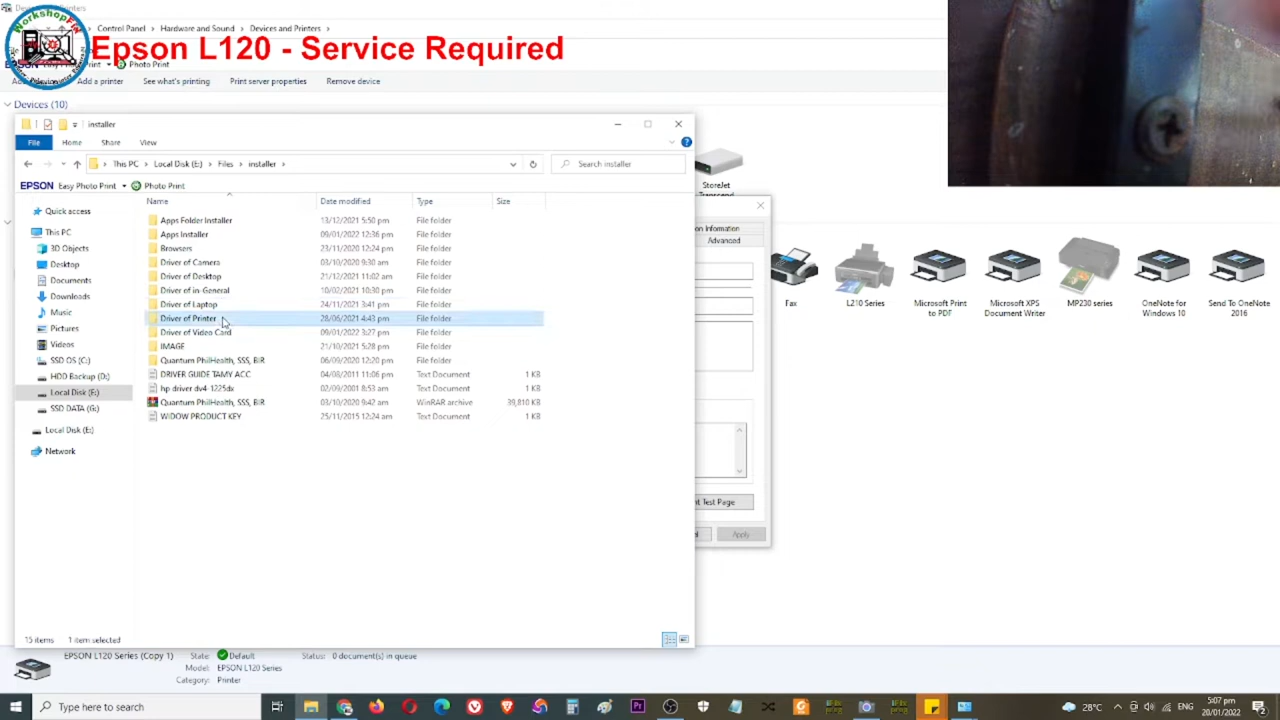 WorkshopFix
Epson L120 - Service Required
Control Panel
Hardware and Sound
Devices and Printers
Photo Print
Add a printer
See what's printing
Print server properties
Remove device
Devices (10)
installer
File
Home
Share
View
This PC
Local Disk (E:)
Files
installer
Search installer
EPSON Easy Photo Print
Photo Print
Name
Date modified
Type
Size
Quick access
This PC
3D Objects
Desktop
Documents
Downloads
Music
Pictures
Videos
SSD OS (C:)
HDD Backup (D:)
Local Disk (E:)
SSD DATA (G:)
Local Disk (E:)
Network
Apps Folder Installer 13/12/2021 5:50 pm File folder
Apps Installer 09/01/2022 12:36 pm File folder
Browsers 23/11/2020 12:24 pm File folder
Driver of Camera 03/10/2020 9:30 am File folder
Driver of Desktop 21/12/2021 11:02 am File folder
Driver of in-General 10/02/2021 10:30 pm File folder
Driver of Laptop 24/11/2021 3:41 pm File folder
Driver of Printer 28/06/2021 4:43 pm File folder
Driver of Video Card 09/01/2022 3:27 pm File folder
IMAGE 21/10/2021 5:28 pm File folder
Quantum PhilHealth, SSS, BIR 06/09/2020 12:20 pm File folder
DRIVER GUIDE TAMY ACC 04/08/2011 11:06 pm Text Document 1 KB
hp driver dv4-1225dx 02/09/2001 8:53 am Text Document 1 KB
Quantum PhilHealth, SSS, BIR 03/10/2020 9:42 am WinRAR archive 39,810 KB
WIDOW PRODUCT KEY 25/11/2015 12:24 am Text Document 1 KB
15 items
1 item selected
StoreJet
Transcend
on Information
Advanced
Fax
L210 Series
Microsoft Print
to PDF
Microsoft XPS
Document Writer
MP230 series
OneNote for
Windows 10
Send To OneNote
2016
nt Test Page
Apply
EPSON L120 Series (Copy 1)
State: Default
Status: 0 document(s) in queue
Model: EPSON L120 Series
Category: Printer
Type here to search
28°C
ENG
5:07 pm
20/01/2022
2